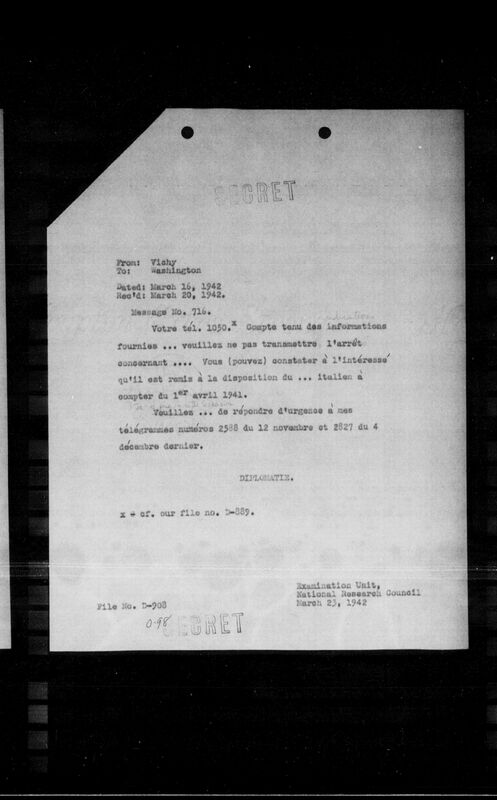 SECRET
From: Vichy
To: Washington
Dated: March 16, 1942
Rec'd: March 20, 1942.
Message No. 716.
Votre tél. 1050.x Compte tenu des informations
fournies ... veuillez ne pas transmettre l'arrêt
concernant .... Vous (pouvez) constater à l'intéressé
qu'il est remis à la disposition du ... italien à
compter du 1er avril 1941.
Veuillez ... de répondre d'urgence à mes
télégrammes numéros 2588 du 12 novembre et 2827 du 4
décembre dernier.
DIPLOMATIE.
x - cf. our file no. D-889.
Examination Unit,
National Research Council
March 23, 1942
File No. D-908
0-98
SECRET